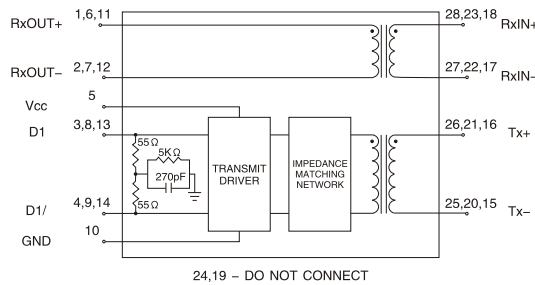 RxOUT+ 1,6,11 28,23,18 RxIN+
RxOUT− 2,7,12 27,22,17 RxIN−
Vcc 5
D1 3,8,13 26,21,16 Tx+
55Ω
5KΩ
270pF
55Ω
TRANSMIT
DRIVER
IMPEDANCE
MATCHING
NETWORK
D1/ 4,9,14 25,20,15 Tx−
GND 10
24,19 – DO NOT CONNECT